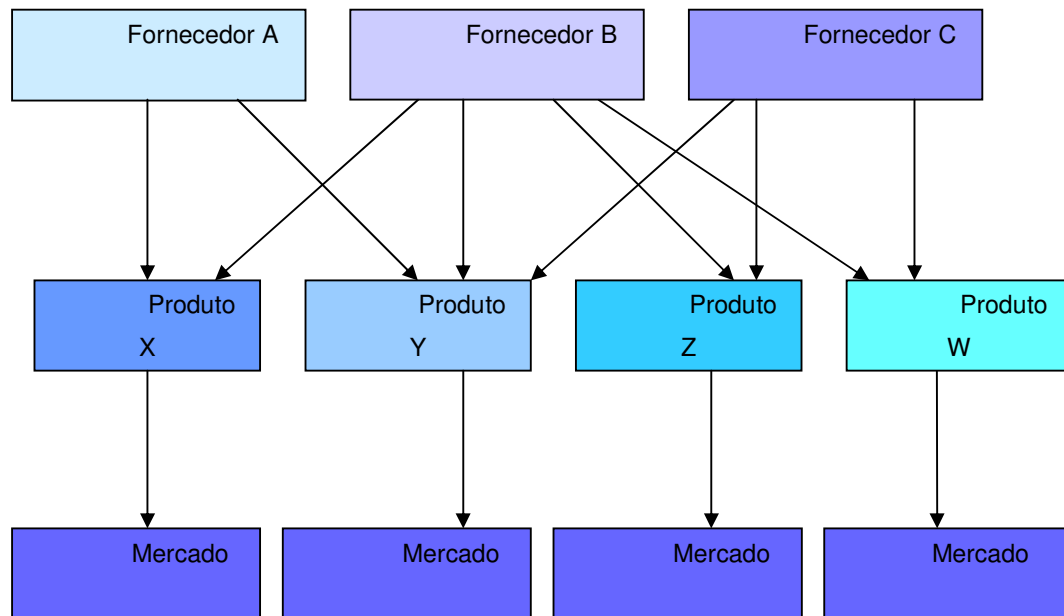 Fornecedor A
Fornecedor B
Fornecedor C
Produto
X
Produto
Y
Produto
Z
Produto
W
Mercado
Mercado
Mercado
Mercado